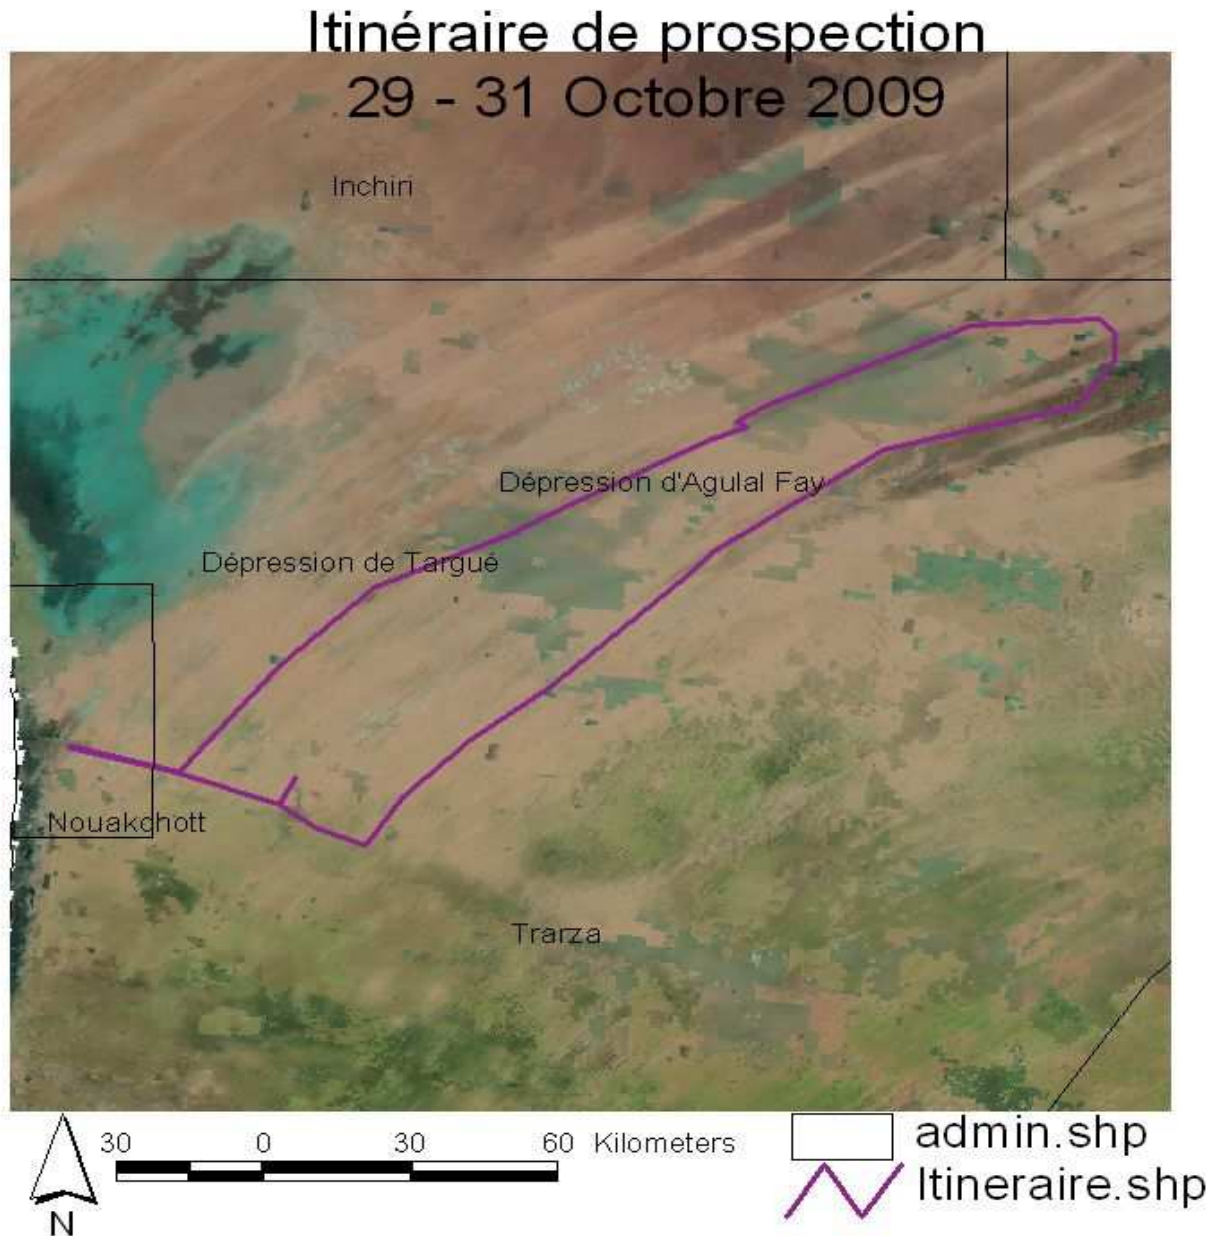 Itinéraire de prospection
29 - 31 Octobre 2009
Inchiri
Dépression d'Agulal Fay
Dépression de Targué
Nouakchott
Trarza
30 0 30 60 Kilometers
N
admin.shp
Itineraire.shp